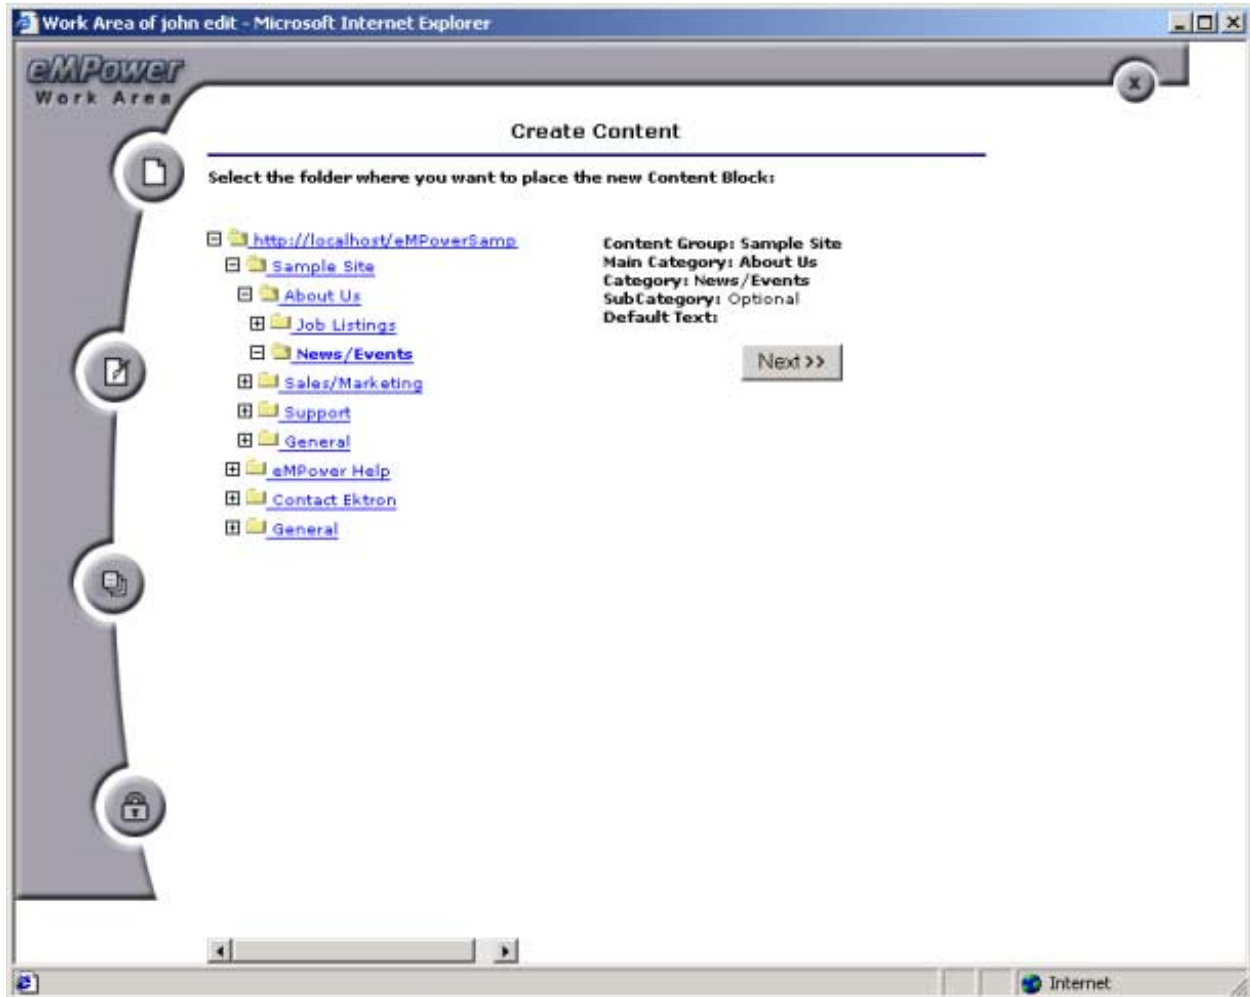 Work Area of john edit - Microsoft Internet Explorer
eMPower
Work Area
x
Create Content
Select the folder where you want to place the new Content Block:
http://localhost/eMPowerSamp
Sample Site
About Us
Job Listings
News/Events
Sales/Marketing
Support
General
eMPower Help
Contact Ektron
General
Content Group: Sample Site
Main Category: About Us
Category: News/Events
SubCategory: Optional
Default Text:
Next >>
Internet